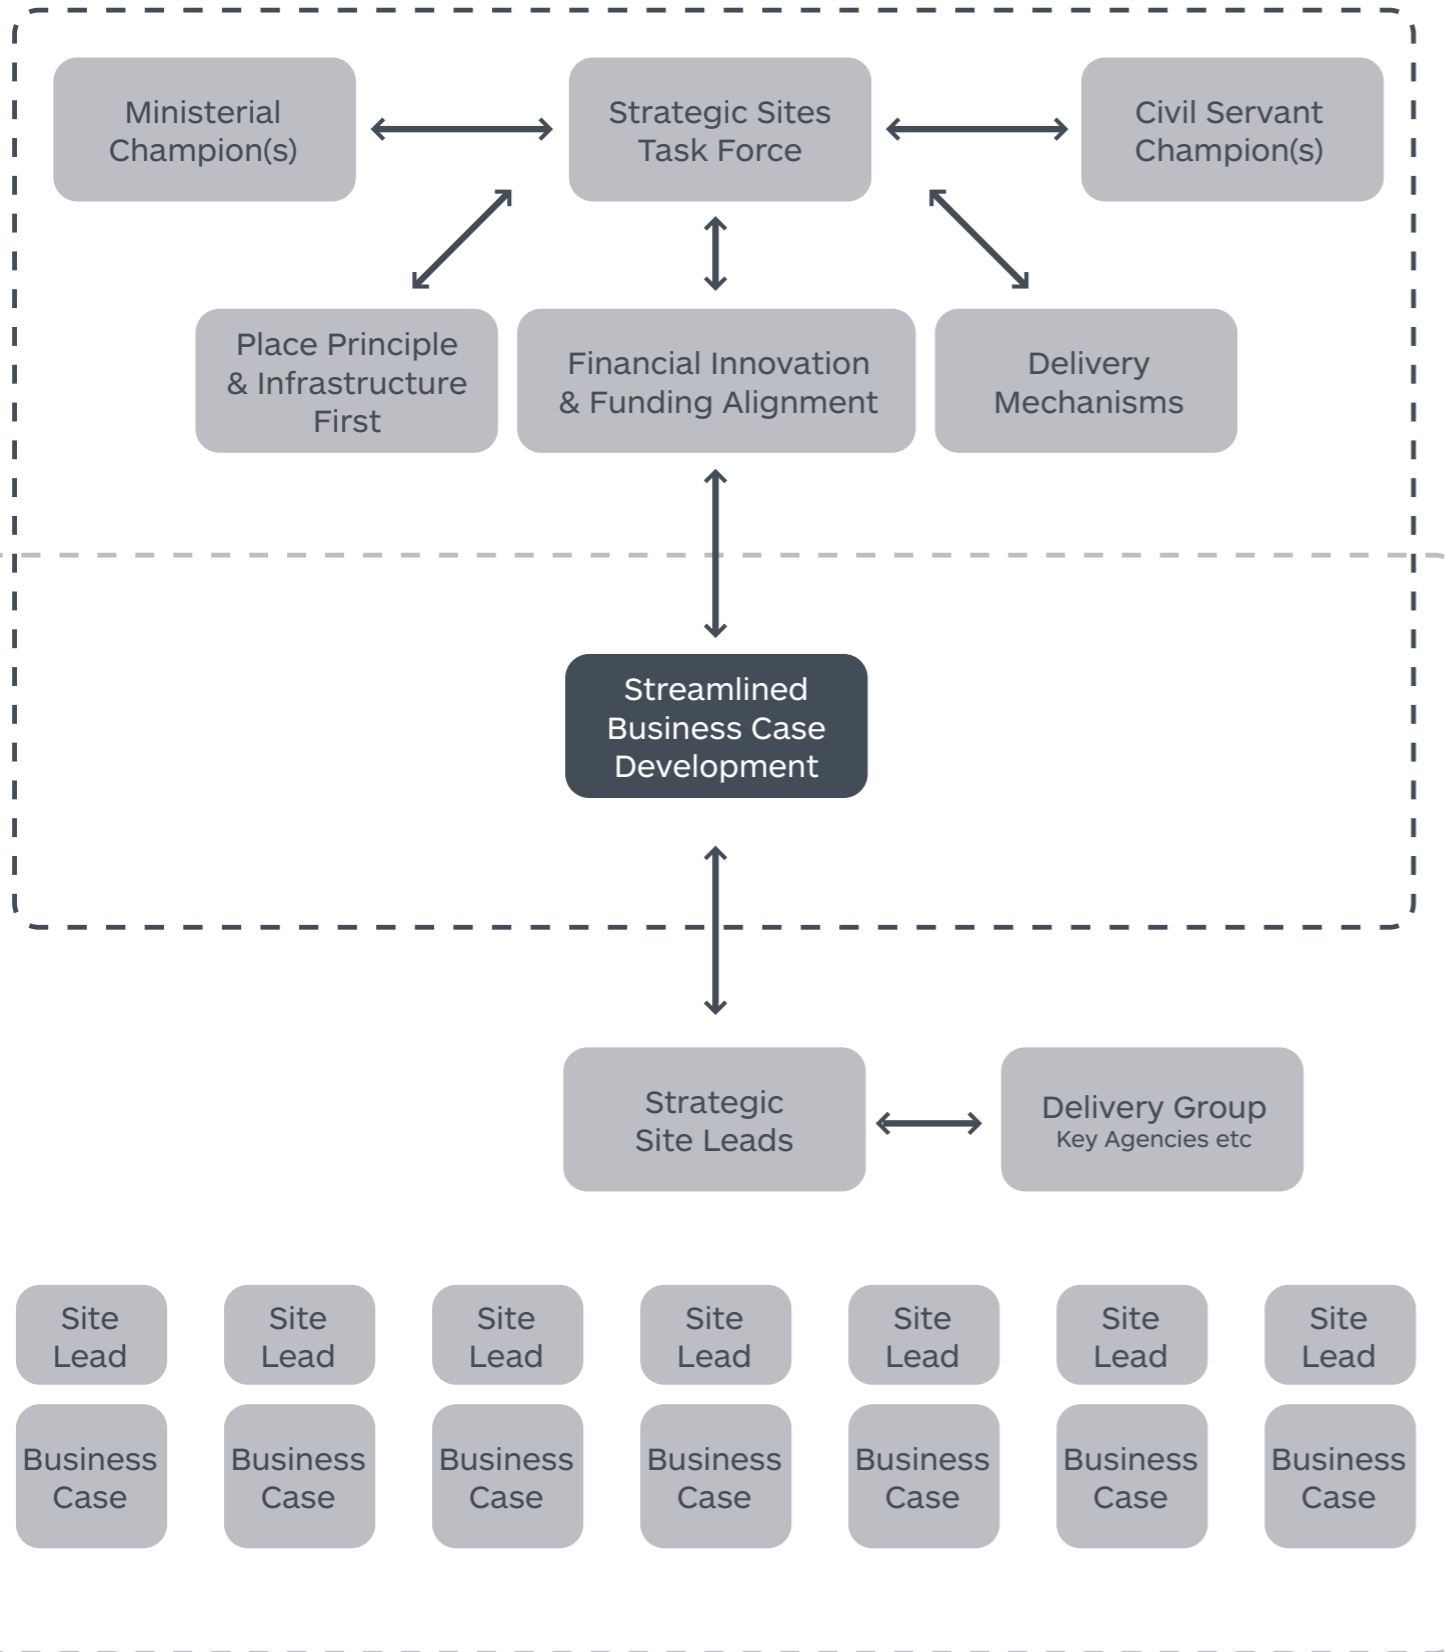 Ministerial
Champion(s)
Strategic Sites
Task Force
Civil Servant
Champion(s)
Place Principle
& Infrastructure
First
Financial Innovation
& Funding Alignment
Delivery
Mechanisms
Streamlined
Business Case
Development
Strategic
Site Leads
Delivery Group
Key Agencies etc
Site
Lead
Site
Lead
Site
Lead
Site
Lead
Site
Lead
Site
Lead
Site
Lead
Business
Case
Business
Case
Business
Case
Business
Case
Business
Case
Business
Case
Business
Case